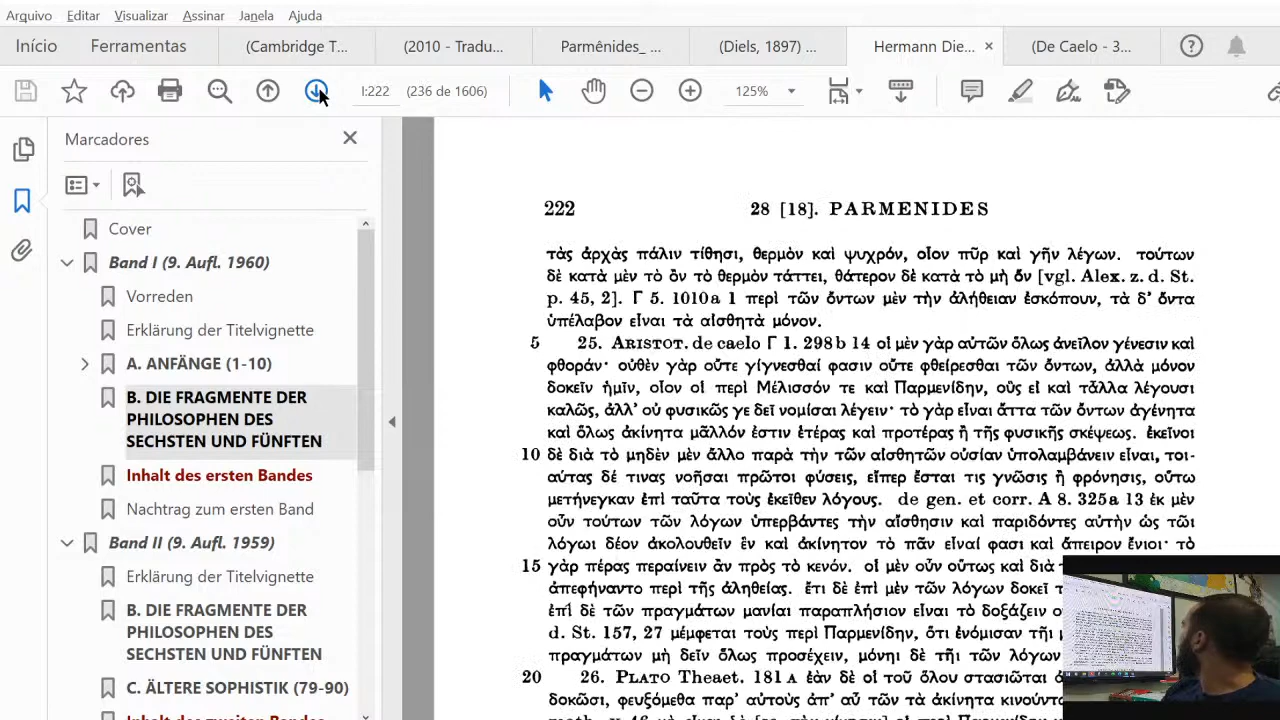 Arquivo Editar Visualizar Assinar Janela Ajuda
Início Ferramentas (Cambridge T... (2010 - Tradu... Parmênides_ ... (Diels, 1897) ... Hermann Die... × (De Caelo - 3...
I:222 (236 de 1606) 125%
Marcadores
Cover
Band I (9. Aufl. 1960)
Vorreden
Erklärung der Titelvignette
A. ANFÄNGE (1-10)
B. DIE FRAGMENTE DER
PHILOSOPHEN DES
SECHSTEN UND FÜNFTEN
Inhalt des ersten Bandes
Nachtrag zum ersten Band
Band II (9. Aufl. 1959)
Erklärung der Titelvignette
B. DIE FRAGMENTE DER
PHILOSOPHEN DES
SECHSTEN UND FÜNFTEN
C. ÄLTERE SOPHISTIK (79-90)
Inhalt des zweiten Bandes
222 28 [18]. PARMENIDES
τὰς ἀρχὰς πάλιν τίθησι, θερμὸν καὶ ψυχρόν, οἷον πῦρ καὶ γῆν λέγων. τούτων
δὲ κατὰ μὲν τὸ ὂν τὸ θερμὸν τάττει, θάτερον δὲ κατὰ τὸ μὴ ὄν [vgl. Alex. z. d. St.
p. 45, 2]. Γ 5. 1010a 1 περὶ τῶν ὄντων μὲν τὴν ἀλήθειαν ἐσκόπουν, τὰ δ' ὄντα
ὑπέλαβον εἶναι τὰ αἰσθητὰ μόνον.
5 25. ARISTOT. de caelo Γ 1. 298b 14 οἱ μὲν γὰρ αὐτῶν ὅλως ἀνεῖλον γένεσιν καὶ
φθοράν· οὐθὲν γὰρ οὔτε γίγνεσθαί φασιν οὔτε φθείρεσθαι τῶν ὄντων, ἀλλὰ μόνον
δοκεῖν ἡμῖν, οἷον οἱ περὶ Μέλισσόν τε καὶ Παρμενίδην, οὓς εἰ καὶ τἆλλα λέγουσι
καλῶς, ἀλλ' οὐ φυσικῶς γε δεῖ νομίσαι λέγειν· τὸ γὰρ εἶναι ἄττα τῶν ὄντων ἀγένητα
καὶ ὅλως ἀκίνητα μᾶλλόν ἐστιν ἑτέρας καὶ προτέρας ἢ τῆς φυσικῆς σκέψεως. ἐκεῖνοι
10 δὲ διὰ τὸ μηδὲν μὲν ἄλλο παρὰ τὴν τῶν αἰσθητῶν οὐσίαν ὑπολαμβάνειν εἶναι, τοι-
αύτας δέ τινας νοῆσαι πρῶτοι φύσεις, εἴπερ ἔσται τις γνῶσις ἢ φρόνησις, οὕτω
μετήνεγκαν ἐπὶ ταῦτα τοὺς ἐκεῖθεν λόγους. de gen. et corr. A 8. 325a 13 ἐκ μὲν
οὖν τούτων τῶν λόγων ὑπερβάντες τὴν αἴσθησιν καὶ παριδόντες αὐτὴν ὡς τῶι
λόγωι δέον ἀκολουθεῖν ἓν καὶ ἀκίνητον τὸ πᾶν εἶναί φασι καὶ ἄπειρον ἔνιοι· τὸ
15 γὰρ πέρας περαίνειν ἂν πρὸς τὸ κενόν. οἱ μὲν οὖν οὕτως καὶ διὰ
ἀπεφήναντο περὶ τῆς ἀληθείας. ἔτι δὲ ἐπὶ μὲν τῶν λόγων δοκεῖ
ἐπὶ δὲ τῶν πραγμάτων μανίαι παραπλήσιον εἶναι τὸ δοξάζειν
d. St. 157, 27 μέμφεται τοὺς περὶ Παρμενίδην, ὅτι ἐνόμισαν τῆι
πραγμάτων μὴ δεῖν ὅλως προσέχειν, μόνηι δὲ τῆι τῶν λόγω
20 26. PLATO Theaet. 181 A ἐὰν δὲ οἱ τοῦ ὅλου στασιῶται
δοκῶσι, φευξόμεθα παρ' αὐτοὺς ἀπ' αὖ τῶν τὰ ἀκίνητα κινούντ